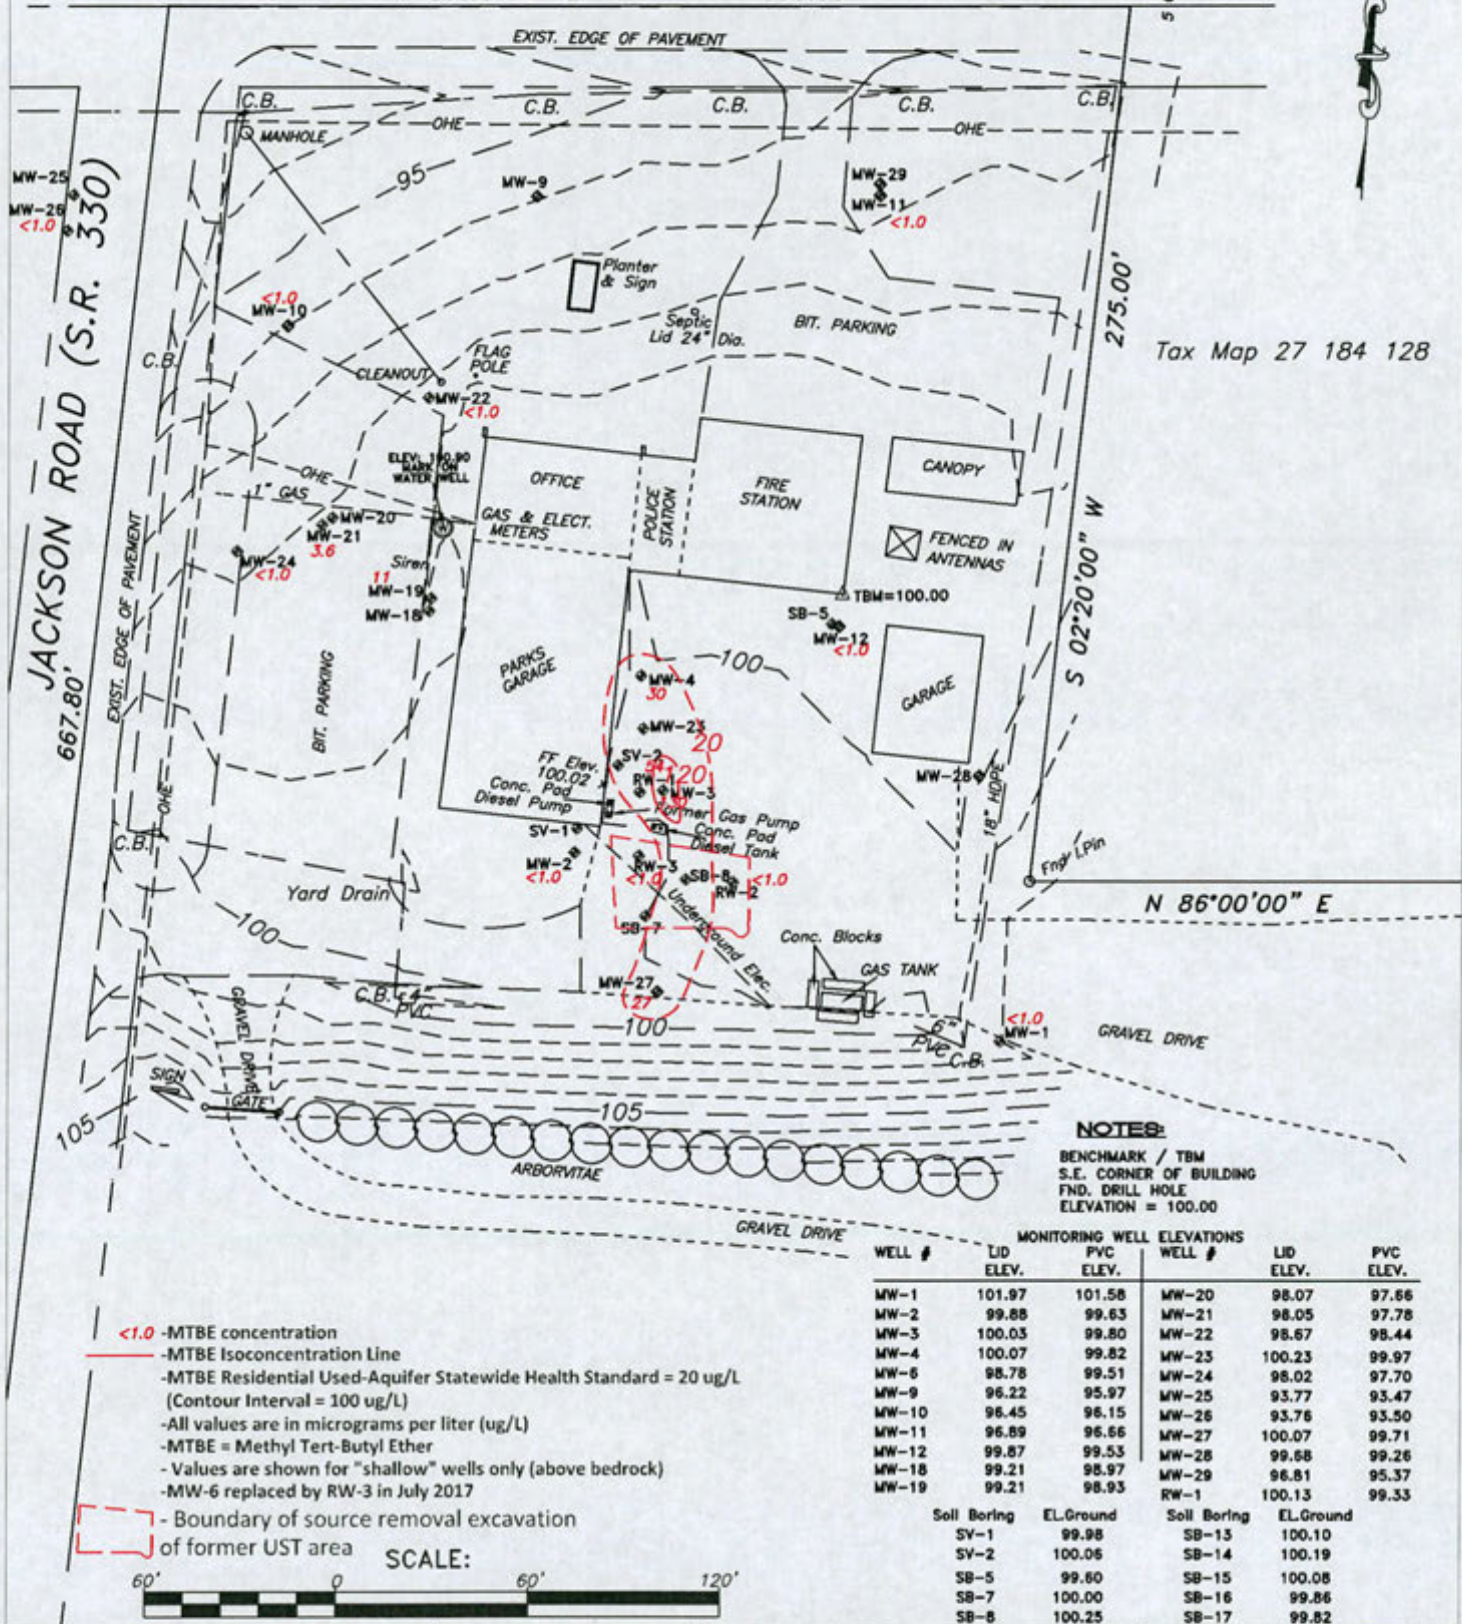 EXIST. EDGE OF PAVEMENT
5
C.B.
C.B.
C.B.
C.B.
C.B.
MANHOLE
OHE
OHE
MW-25
MW-26
<1.0
95
MW-9
MW-29
MW-11
<1.0
JACKSON ROAD (S.R. 330)
667.80'
EXIST. EDGE OF PAVEMENT
Planter
& Sign
<1.0
MW-10
Septic
Lid 24" Dia.
BIT. PARKING
275.00'
S 02°20'00" W
Tax Map 27 184 128
C.B.
CLEANOUT
FLAG
POLE
MW-22
<1.0
ELEV: 100.90
MARK ON
WATER WELL
OHE
1" GAS
OFFICE
GAS & ELECT.
METERS
POLICE
STATION
FIRE
STATION
CANOPY
FENCED IN
ANTENNAS
MW-20
MW-21
3.6
MW-24
<1.0
Siren
11
MW-19
MW-18
TBM=100.00
SB-5
MW-12
<1.0
PARKS
GARAGE
BIT. PARKING
100
GARAGE
MW-4
30
MW-23
20
SV-2
FF Elev.
100.02
Conc. Pad
Diesel Pump
RW-1
120
MW-3
MW-28
18" HDPE
OHE
Former Gas Pump
Conc. Pad
Diesel Tank
SV-1
MW-2
<1.0
RW-3
<1.0
SB-8
<1.0
RW-2
C.B.
Yard Drain
Fnd I.Pin
N 86°00'00" E
SB-7
Underground Elec.
100
Conc. Blocks
GAS TANK
C.B.
4"
PVC
MW-27
27
100
<1.0
MW-1
6"
PVC
C.B.
GRAVEL DRIVE
GRAVEL DRIVE
SIGN
GATE
105
105
ARBORVITAE
GRAVEL DRIVE
NOTES:
BENCHMARK / TBM
S.E. CORNER OF BUILDING
FND. DRILL HOLE
ELEVATION = 100.00
MONITORING WELL ELEVATIONS
WELL # LID ELEV. PVC ELEV. WELL # LID ELEV. PVC ELEV.
MW-1 101.97 101.58 MW-20 98.07 97.66
MW-2 99.88 99.63 MW-21 98.05 97.78
MW-3 100.03 99.80 MW-22 98.67 98.44
MW-4 100.07 99.82 MW-23 100.23 99.97
MW-6 98.78 99.51 MW-24 98.02 97.70
MW-9 96.22 95.97 MW-25 93.77 93.47
MW-10 96.45 96.15 MW-26 93.76 93.50
MW-11 96.89 96.66 MW-27 100.07 99.71
MW-12 99.87 99.53 MW-28 99.68 99.26
MW-18 99.21 98.97 MW-29 96.81 95.37
MW-19 99.21 98.93 RW-1 100.13 99.33
Soil Boring EL.Ground Soil Boring EL.Ground
SV-1 99.98 SB-13 100.10
SV-2 100.06 SB-14 100.19
SB-5 99.60 SB-15 100.08
SB-7 100.00 SB-16 99.86
SB-8 100.25 SB-17 99.82
<1.0 -MTBE concentration
-MTBE Isoconcentration Line
-MTBE Residential Used-Aquifer Statewide Health Standard = 20 ug/L
(Contour Interval = 100 ug/L)
-All values are in micrograms per liter (ug/L)
-MTBE = Methyl Tert-Butyl Ether
- Values are shown for "shallow" wells only (above bedrock)
-MW-6 replaced by RW-3 in July 2017
- Boundary of source removal excavation
of former UST area
SCALE:
60' 0 60' 120'